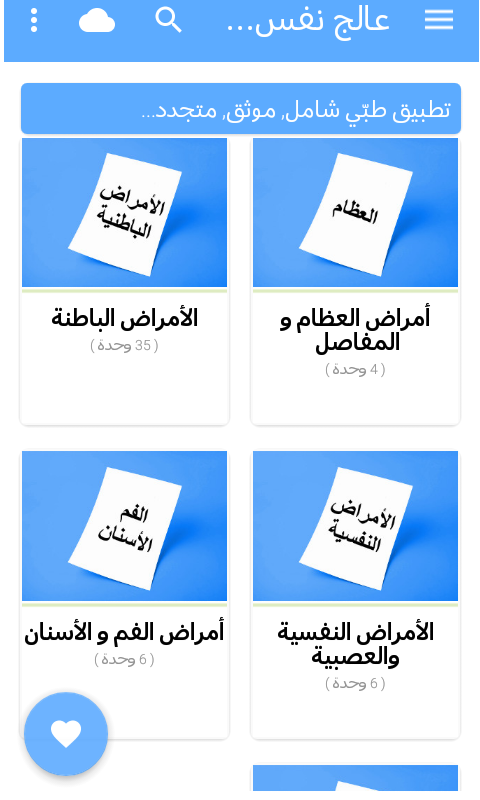 عالج نفس...
تطبيق طبّي شامل, موثق, متجدد...
العظام
أمراض العظام و
المفاصل
( 4 وحدة )
الأمراض
الباطنية
الأمراض الباطنة
( 35 وحدة )
الأمراض
النفسية
الأمراض النفسية
والعصبية
( 6 وحدة )
الفم
الأسنان
أمراض الفم و الأسنان
( 6 وحدة )